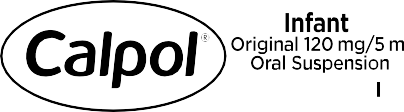 Calpol®
Infant
Original 120 mg/5 m
Oral Suspension
l